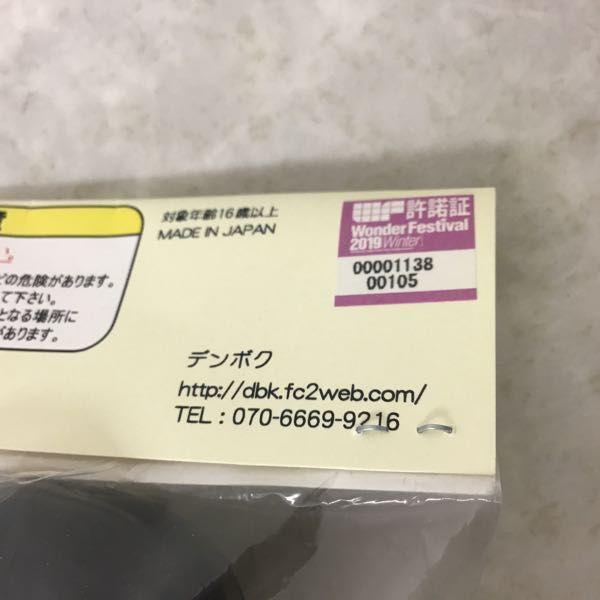 対象年齢16歳以上
MADE IN JAPAN
WF 許諾証
Wonder Festival
2019 Winter
00001138
00105
どの危険があります。
て下さい。
となる場所に
があります。
デンボク
http://dbk.fc2web.com/
TEL : 070-6669-9216